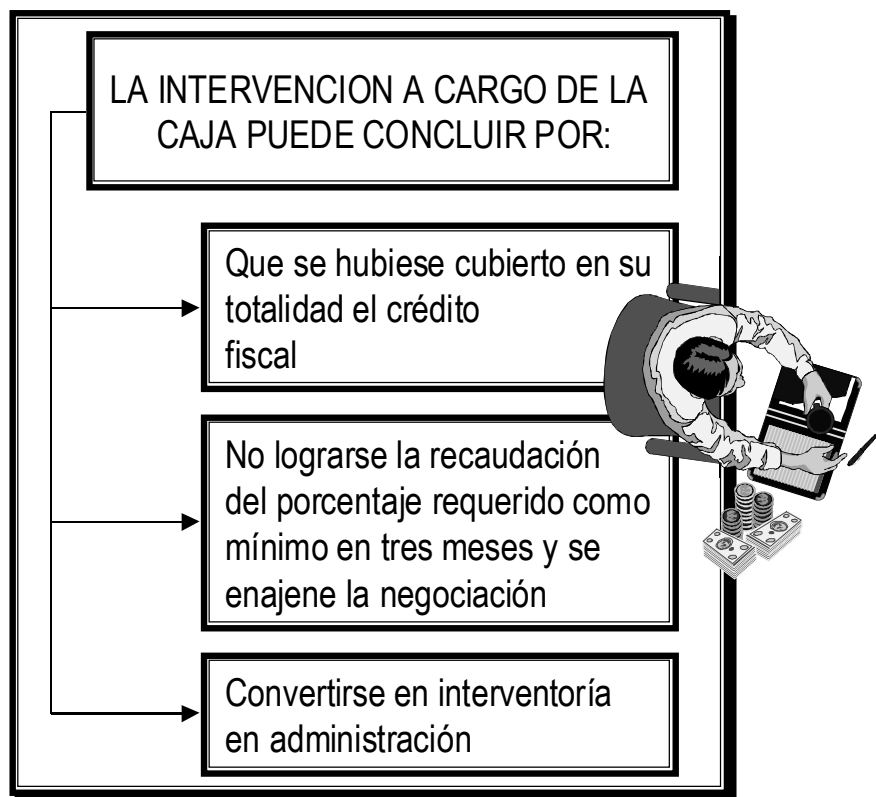 LA INTERVENCION A CARGO DE LA
CAJA PUEDE CONCLUIR POR:
Que se hubiese cubierto en su
totalidad el crédito
fiscal
No lograrse la recaudación
del porcentaje requerido como
mínimo en tres meses y se
enajene la negociación
Convertirse en interventoría
en administración